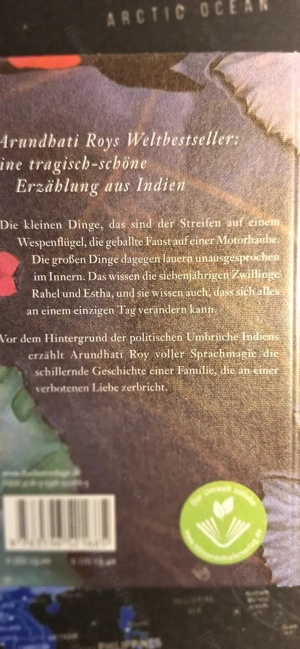 ARCTIC OCEAN
Arundhati Roys Weltbestseller:
ine tragisch-schöne
Erzählung aus Indien
Die kleinen Dinge, das sind der Streifen auf einem
Wespenflügel, die geballte Faust auf einer Motorhaube.
Die großen Dinge dagegen lauern unausgesprochen
im Innern. Das wissen die siebenjährigen Zwillinge
Rahel und Estha, und sie wissen auch, dass sich alles
an einem einzigen Tag verändern kann.
Vor dem Hintergrund der politischen Umbrüche Indiens
erzählt Arundhati Roy voller Sprachmagie die
schillernde Geschichte einer Familie, die an einer
verbotenen Liebe zerbricht.
Der Umwelt zuliebe